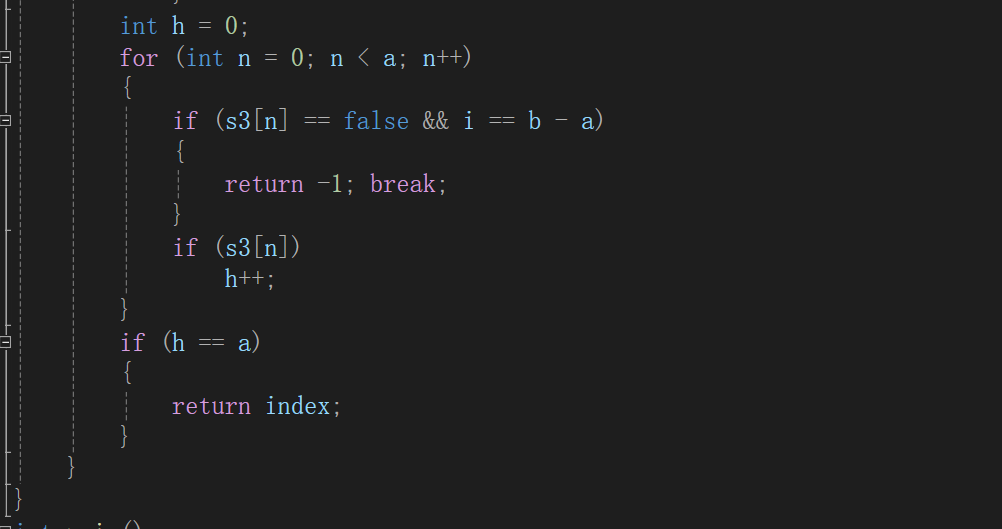 int h = 0;
for (int n = 0; n < a; n++)
{
if (s3[n] == false && i == b - a)
{
return -1; break;
}
if (s3[n])
h++;
}
if (h == a)
{
return index;
}
}
}